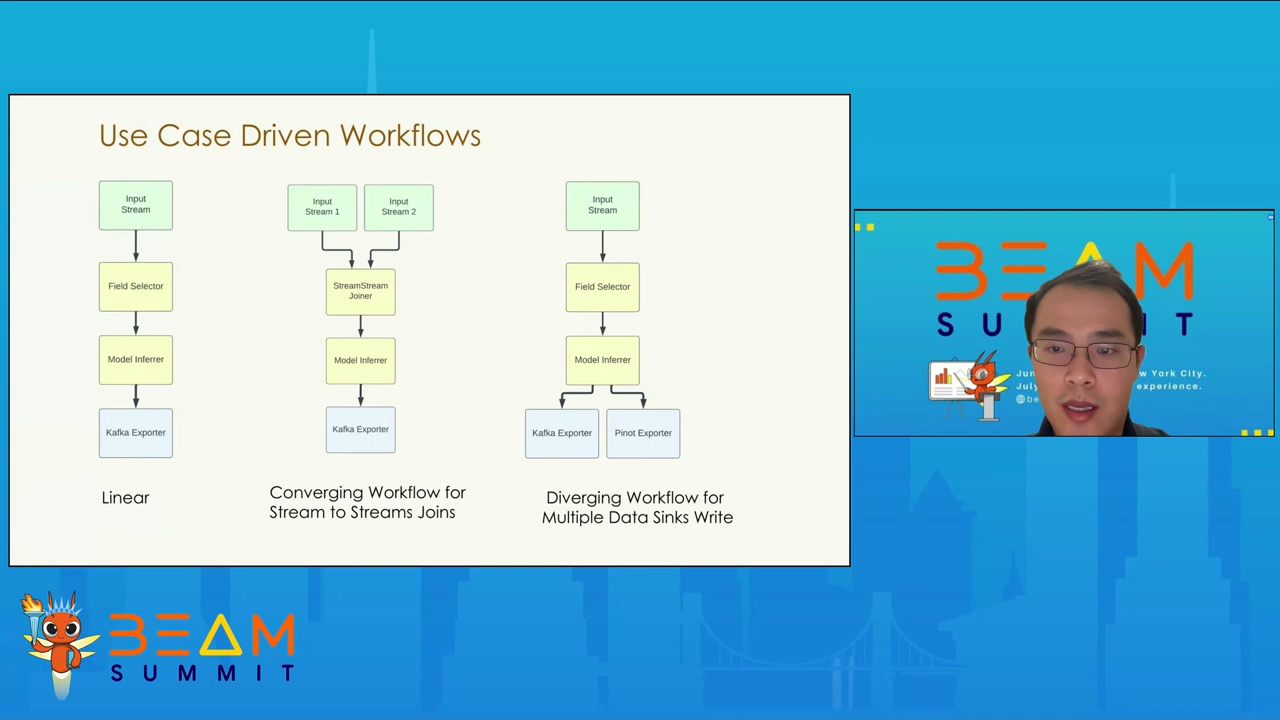 Use Case Driven Workflows
Input
Stream
Field Selector
Model Inferrer
Kafka Exporter
Linear
Input
Stream 1
Input
Stream 2
StreamStream
Joiner
Model Inferrer
Kafka Exporter
Converging Workflow for
Stream to Streams Joins
Input
Stream
Field Selector
Model Inferrer
Kafka Exporter
Pinot Exporter
Diverging Workflow for
Multiple Data Sinks Write
BEAM
SUMMIT
York City.
experience.
BEAM
SUMMIT